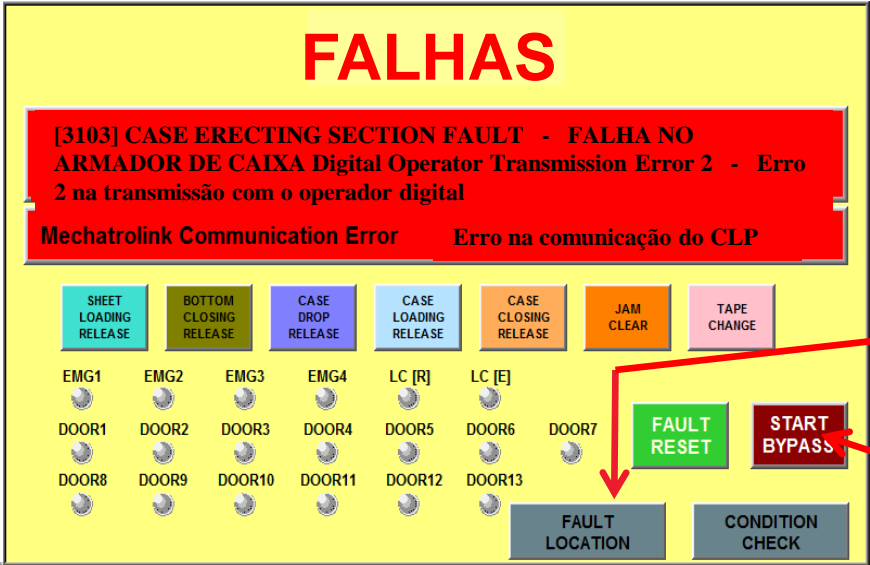 FALHAS
[3103] CASE ERECTING SECTION FAULT - FALHA NO
ARMADOR DE CAIXA Digital Operator Transmission Error 2 - Erro
2 na transmissão com o operador digital
Mechatrolink Communication Error Erro na comunicação do CLP
SHEET
LOADING
RELEASE
BOTTOM
CLOSING
RELEASE
CASE
DROP
RELEASE
CASE
LOADING
RELEASE
CASE
CLOSING
RELEASE
JAM
CLEAR
TAPE
CHANGE
EMG1 EMG2 EMG3 EMG4 LC [R] LC [E]
DOOR1 DOOR2 DOOR3 DOOR4 DOOR5 DOOR6 DOOR7
DOOR8 DOOR9 DOOR10 DOOR11 DOOR12 DOOR13
FAULT
RESET
START
BYPASS
FAULT
LOCATION
CONDITION
CHECK